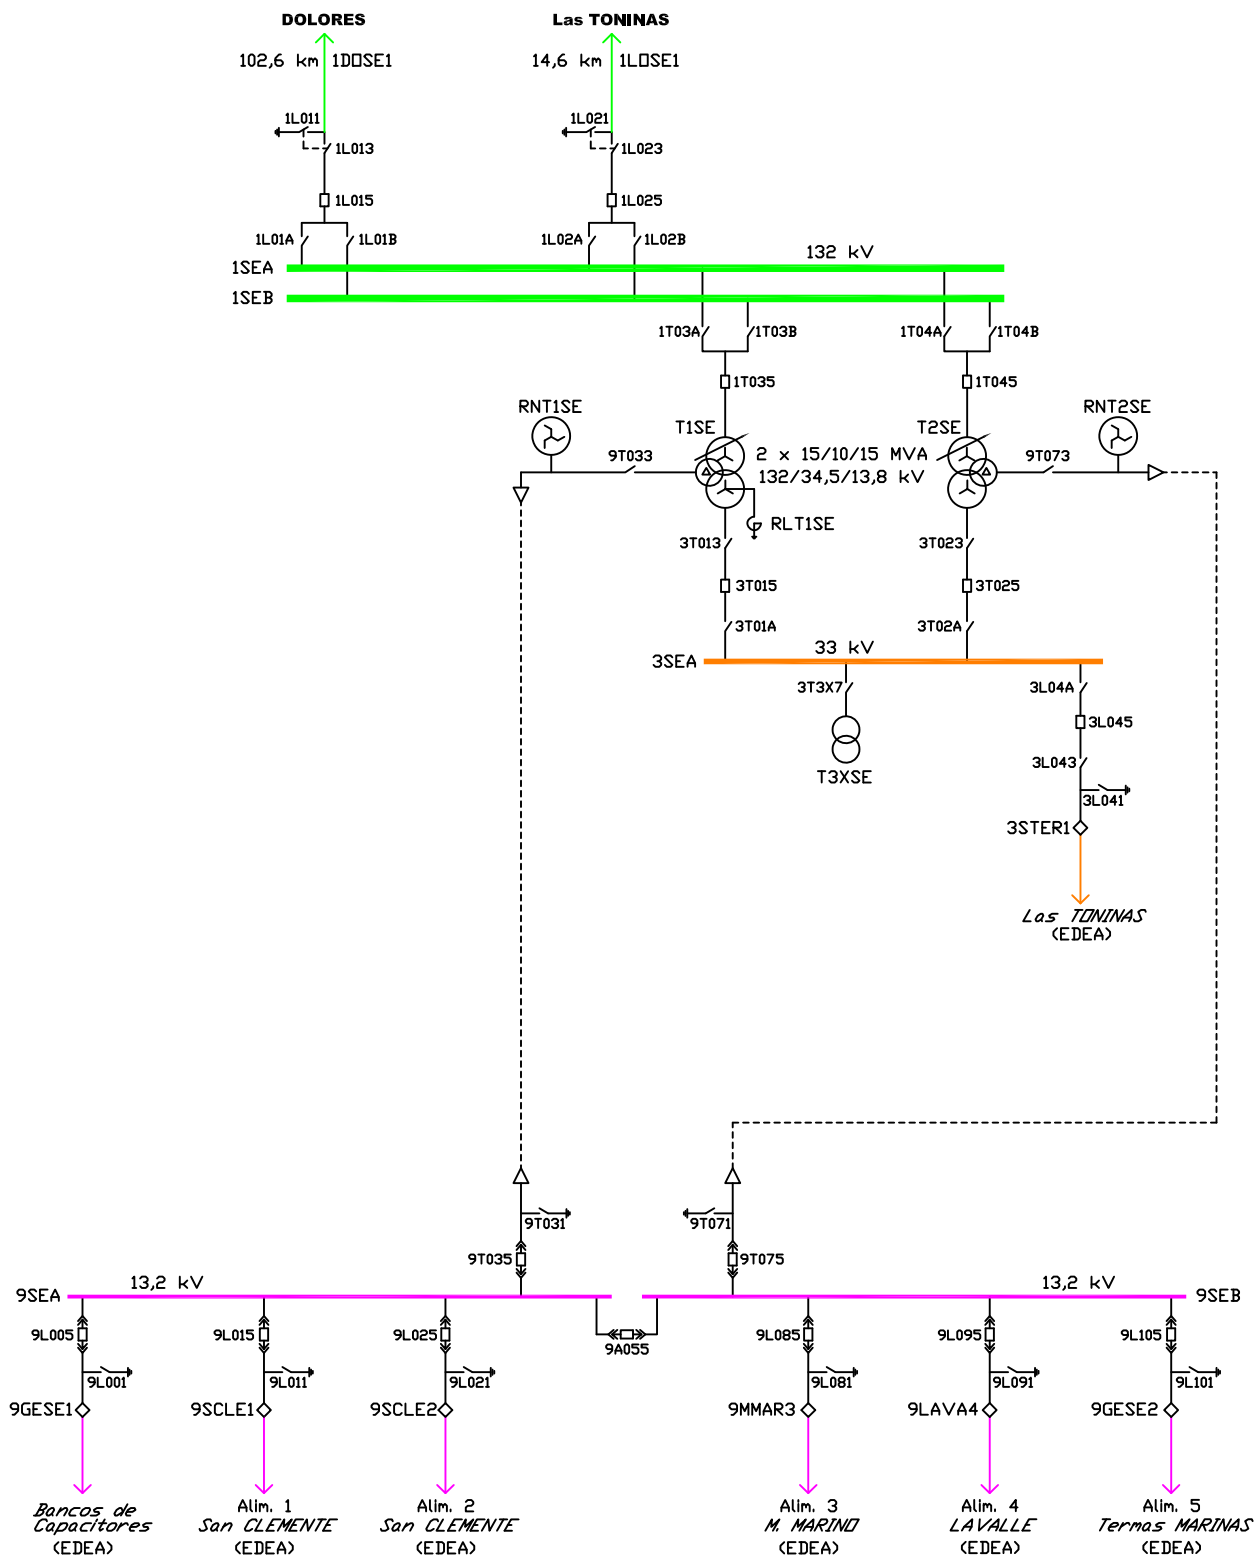 DOLORES
Las TONINAS
102,6 km 1DOSE1
14,6 km 1LOSE1
1L011
1L021
1L013
1L023
1L015
1L025
1L01A
1L01B
1L02A
1L02B
132 kV
1SEA
1SEB
1T03A
1T03B
1T04A
1T04B
1T035
1T045
RNT1SE
RNT2SE
T1SE
T2SE
9T033
2 x 15/10/15 MVA
9T073
132/34,5/13,8 kV
RLT1SE
3T013
3T023
3T015
3T025
3T01A
3T02A
33 kV
3SEA
3T3X7
3L04A
3L045
3L043
T3XSE
3L041
3STER1
Las TONINAS
(EDEA)
9T031
9T071
9T035
9T075
13,2 kV
13,2 kV
9SEA
9SEB
9L005
9L015
9L025
9A055
9L085
9L095
9L105
9L001
9L011
9L021
9L081
9L091
9L101
9GESE1
9SCLE1
9SCLE2
9MMAR3
9LAVA4
9GESE2
Bancos de
Capacitores
(EDEA)
Alim. 1
San CLEMENTE
(EDEA)
Alim. 2
San CLEMENTE
(EDEA)
Alim. 3
M. MARINO
(EDEA)
Alim. 4
LAVALLE
(EDEA)
Alim. 5
Termas MARINAS
(EDEA)